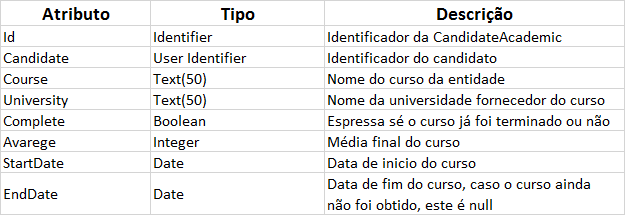 Atributo Tipo Descrição
Id Identifier Identificador da CandidateAcademic
Candidate User Identifier Identificador do candidato
Course Text(50) Nome do curso da entidade
University Text(50) Nome da universidade fornecedor do curso
Complete Boolean Espressa sé o curso já foi terminado ou não
Avarege Integer Média final do curso
StartDate Date Data de inicio do curso
EndDate Date Data de fim do curso, caso o curso ainda
não foi obtido, este é null